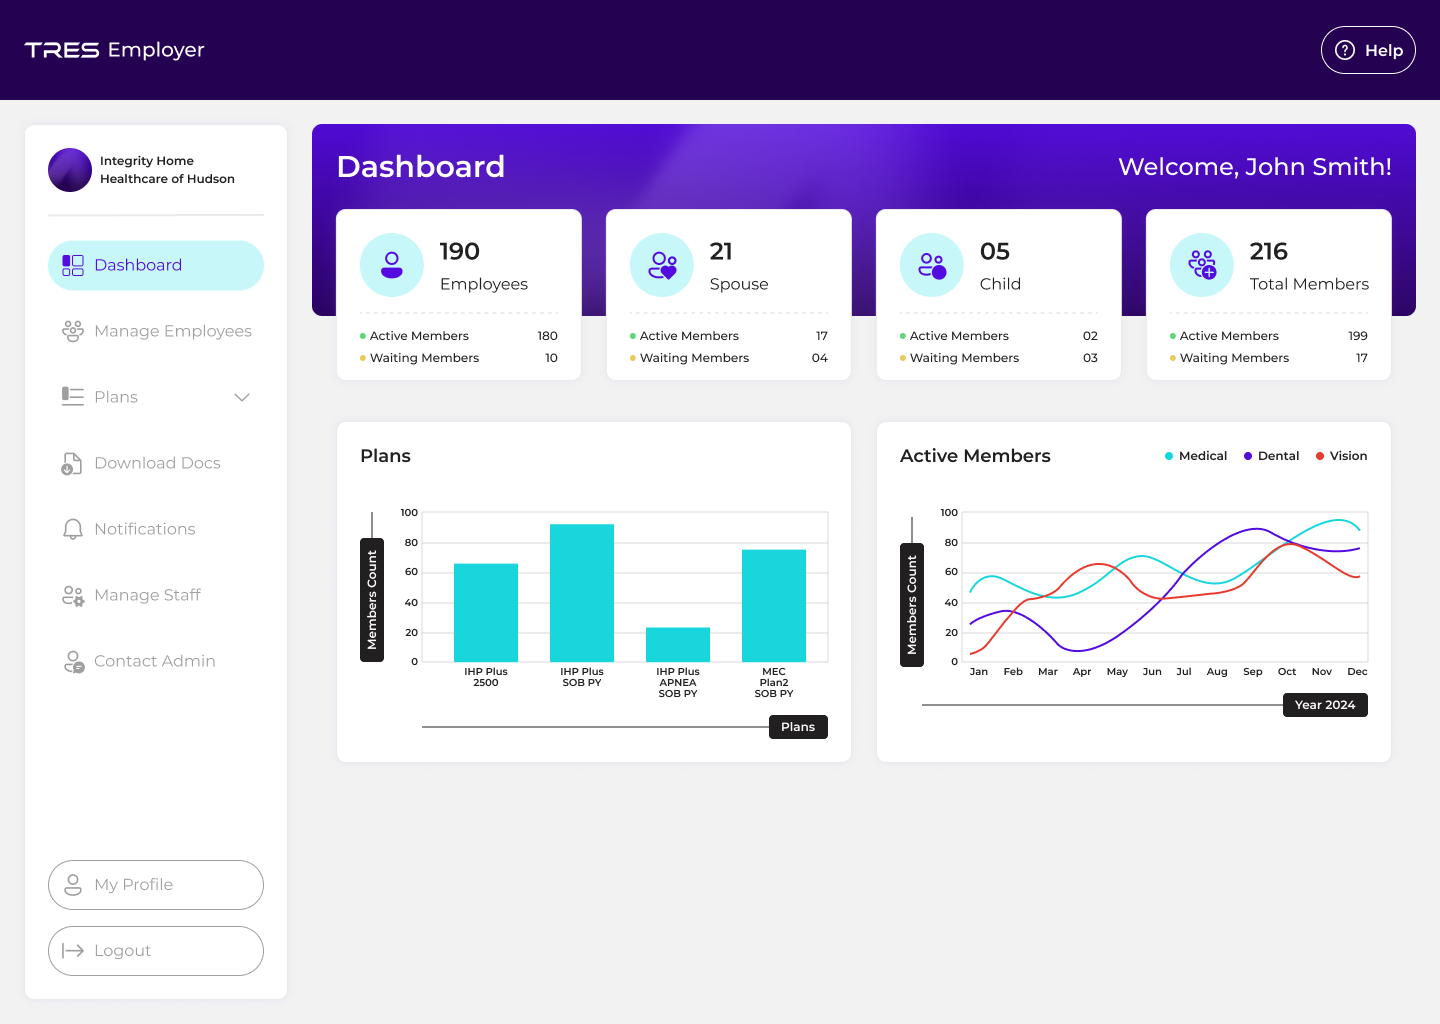 TRES Employer
Help
Integrity Home
Healthcare of Hudson
Dashboard
Manage Employees
Plans
Download Docs
Notifications
Manage Staff
Contact Admin
My Profile
Logout
Dashboard
Welcome, John Smith!
190
Employees
Active Members 180
Waiting Members 10
21
Spouse
Active Members 17
Waiting Members 04
05
Child
Active Members 02
Waiting Members 03
216
Total Members
Active Members 199
Waiting Members 17
Plans
Members Count
100
80
60
40
20
0
IHP Plus
2500
IHP Plus
SOB PY
IHP Plus
APNEA
SOB PY
MEC
Plan2
SOB PY
Plans
Active Members
Medical Dental Vision
Members Count
100
80
60
40
20
0
Jan Feb Mar Apr May Jun Jul Aug Sep Oct Nov Dec
Year 2024